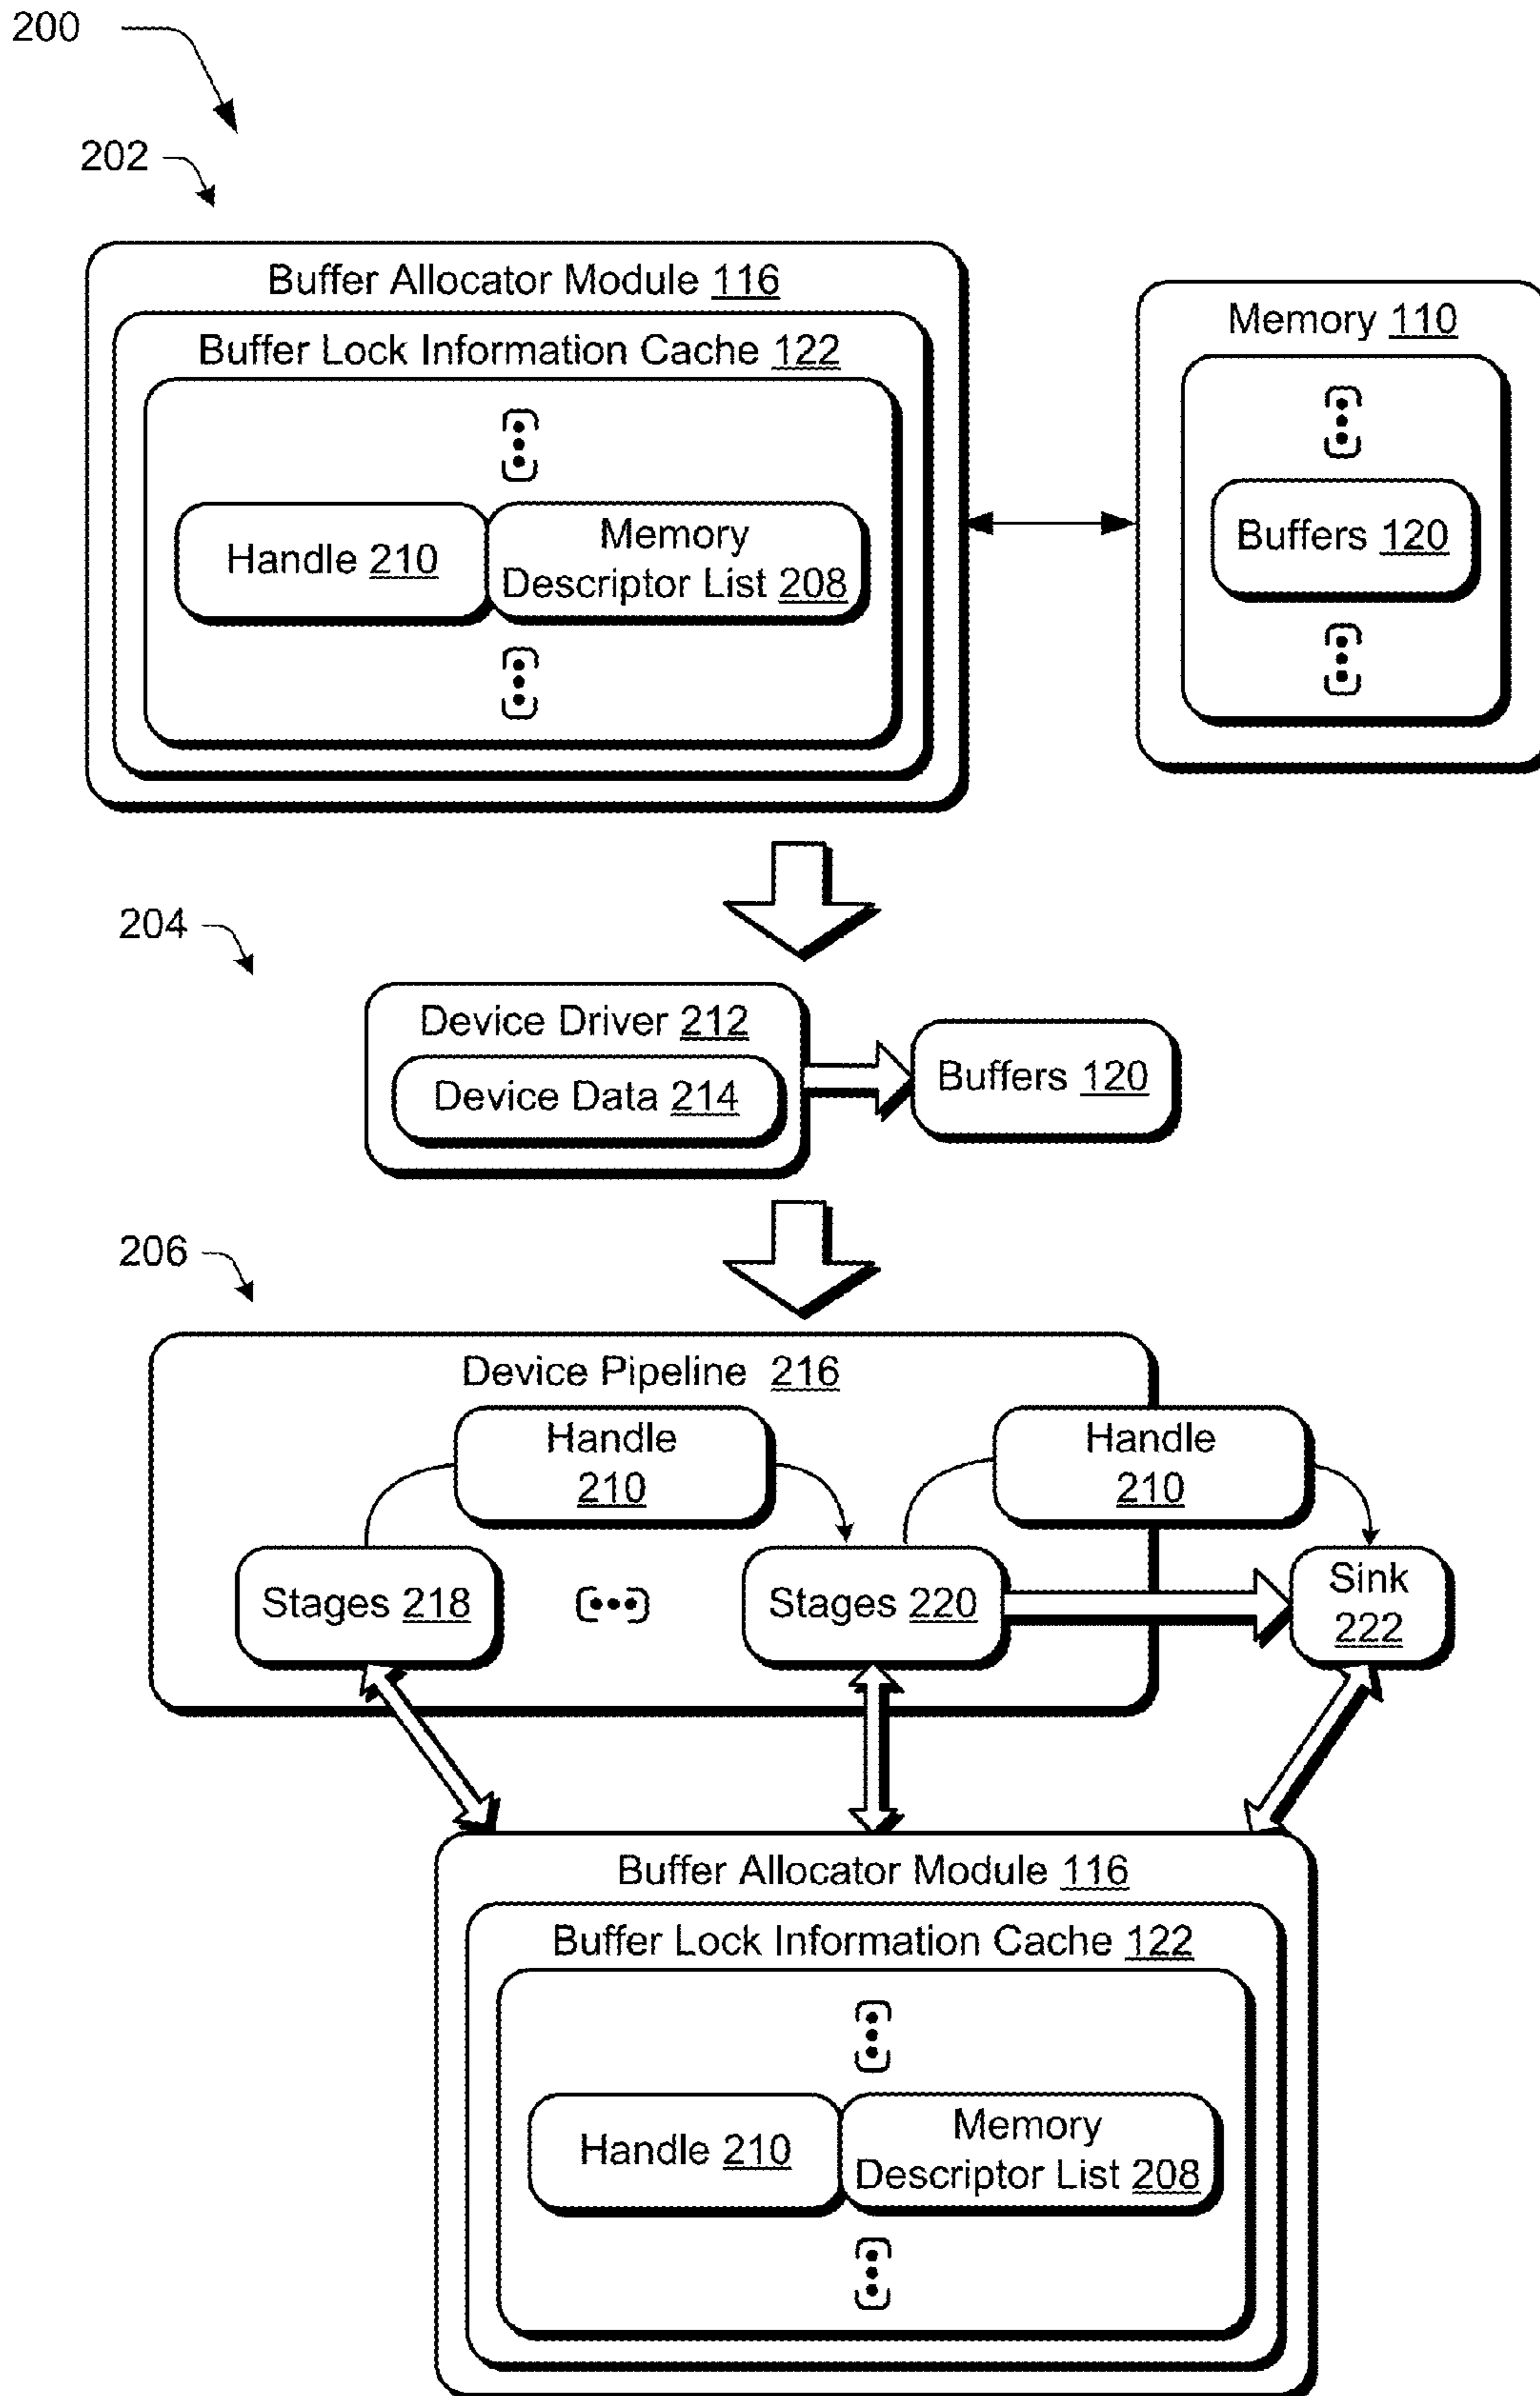 200
202
Buffer Allocator Module 116
Buffer Lock Information Cache 122
Handle 210
Memory
Descriptor List 208
Memory 110
Buffers 120
204
Device Driver 212
Device Data 214
Buffers 120
206
Device Pipeline 216
Handle
210
Handle
210
Stages 218
Stages 220
Sink
222
Buffer Allocator Module 116
Buffer Lock Information Cache 122
Handle 210
Memory
Descriptor List 208